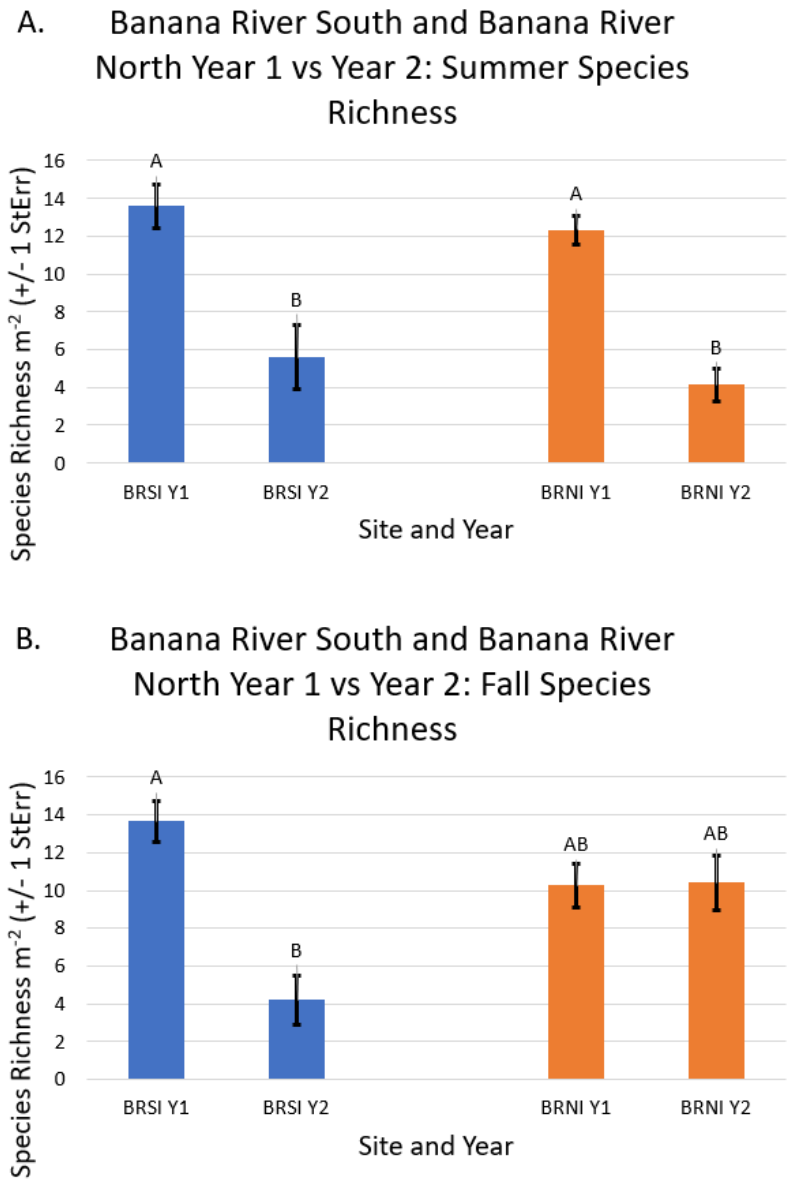 A.
Banana River South and Banana River
North Year 1 vs Year 2: Summer Species
Richness
Species Richness m⁻² (+/- 1 StErr)
16
14
12
10
8
6
4
2
0
A
B
A
B
BRSI Y1 BRSI Y2 BRNI Y1 BRNI Y2
Site and Year
B.
Banana River South and Banana River
North Year 1 vs Year 2: Fall Species
Richness
Species Richness m⁻² (+/- 1 StErr)
16
14
12
10
8
6
4
2
0
A
B
AB
AB
BRSI Y1 BRSI Y2 BRNI Y1 BRNI Y2
Site and Year